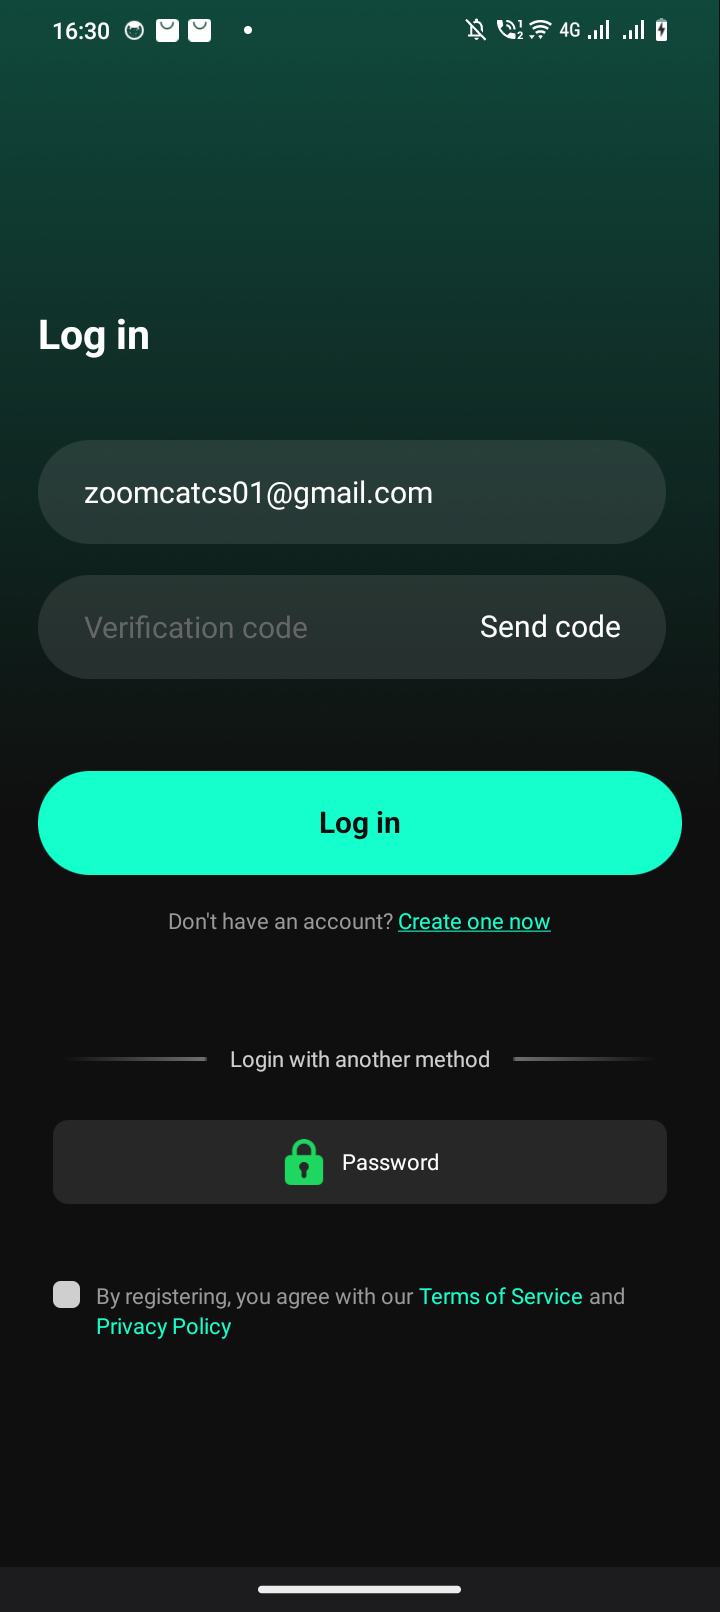 16:30
4G
Log in
zoomcatcs01@gmail.com
Verification code Send code
Log in
Don't have an account? Create one now
Login with another method
Password
By registering, you agree with our Terms of Service and
Privacy Policy